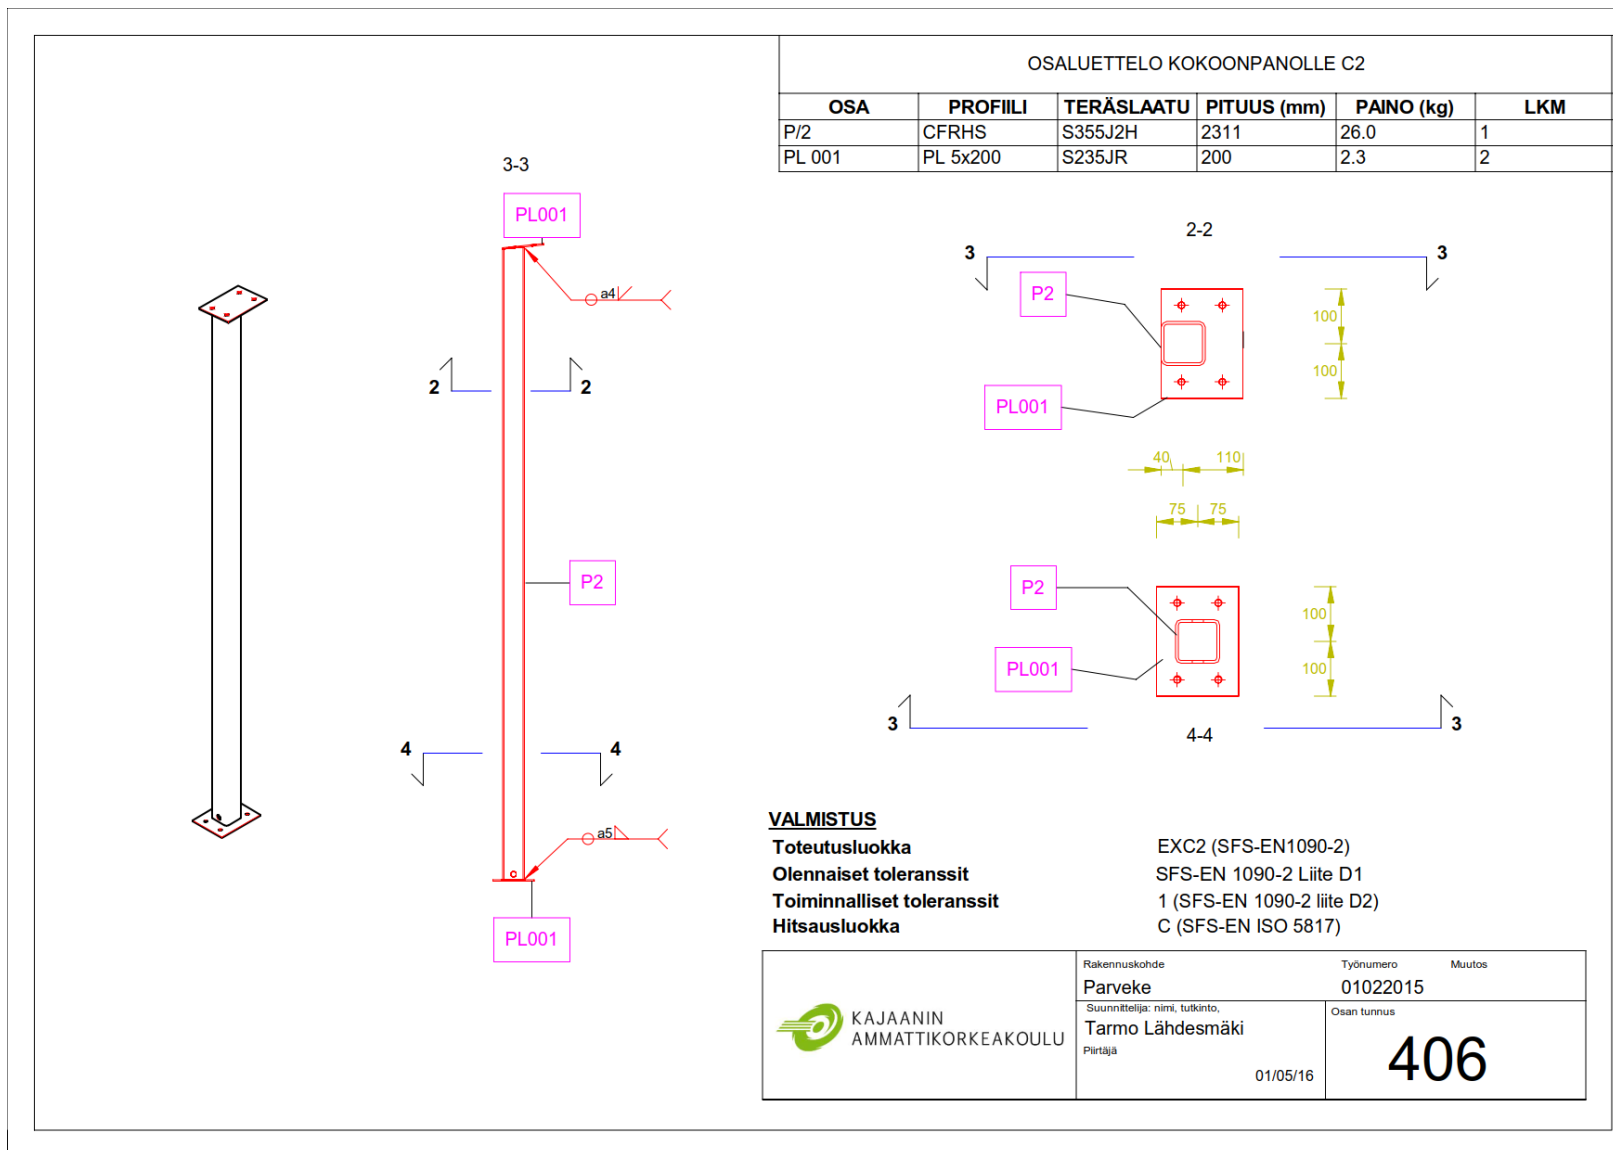 OSALUETTELO KOKOONPANOLLE C2
OSA PROFIILI TERÄSLAATU PITUUS (mm) PAINO (kg) LKM
P/2 CFRHS S355J2H 2311 26.0 1
PL 001 PL 5x200 S235JR 200 2.3 2
3-3
PL001
a4
2 2
P2
4 4
a5
PL001
2-2
3 3
P2
100
100
PL001
40 110
75 75
P2
100
PL001
100
3 3
4-4
VALMISTUS
Toteutusluokka EXC2 (SFS-EN1090-2)
Olennaiset toleranssit SFS-EN 1090-2 Liite D1
Toiminnalliset toleranssit 1 (SFS-EN 1090-2 liite D2)
Hitsausluokka C (SFS-EN ISO 5817)
KAJAANIN
AMMATTIKORKEAKOULU
Rakennuskohde Työnumero Muutos
Parveke 01022015
Suunnittelija: nimi, tutkinto, Osan tunnus
Tarmo Lähdesmäki
Piirtäjä
01/05/16
406